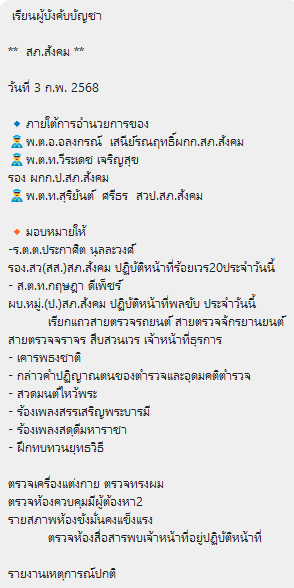 เรียนผู้บังคับบัญชา
** สภ.สังคม **
วันที่ 3 ก.พ. 2568
🔹ภายใต้การอำนวยการของ
👮พ.ต.อ.อลงกรณ์ เสนีย์รณฤทธิ์ผกก.สภ.สังคม
👮พ.ต.ท.วีระเดช เจริญสุข
รอง ผกก.ป.สภ.สังคม
👮พ.ต.ท.สุริยันต์ ศรีธร สวป.สภ.สังคม
🔸มอบหมายให้
-ร.ต.ต.ประกาศิต นุลละวงศ์
รอง.สว(สส.)สภ.สังคม ปฏิบัติหน้าที่ร้อยเวร20ประจำวันนี้
- ส.ต.ท.กฤษฎา ดีเพ็ชร์
ผบ.หมู่.(ป.)สภ.สังคม ปฏิบัติหน้าที่พลขับ ประจำวันนี้
เรียกแถวสายตรวจรถยนต์ สายตรวจจักรยานยนต์
สายตรวจจราจร สืบสวนเวร เจ้าหน้าที่ธุรการ
- เคารพธงชาติ
- กล่าวคำปฏิญาณตนของตำรวจและอุดมคติตำรวจ
- สวดมนต์ไหว้พระ
- ร้องเพลงสรรเสริญพระบารมี
- ร้องเพลงสดุดีมหาราชา
- ฝึกทบทวนยุทธวิธี
ตรวจเครื่องแต่งกาย ตรวจทรงผม
ตรวจห้องควบคุมมีผู้ต้องหา2
รายสภาพห้องขังมั่นคงแข็งแรง
ตรวจห้องสื่อสารพบเจ้าหน้าที่อยู่ปฏิบัติหน้าที่
รายงานเหตุการณ์ปกติ